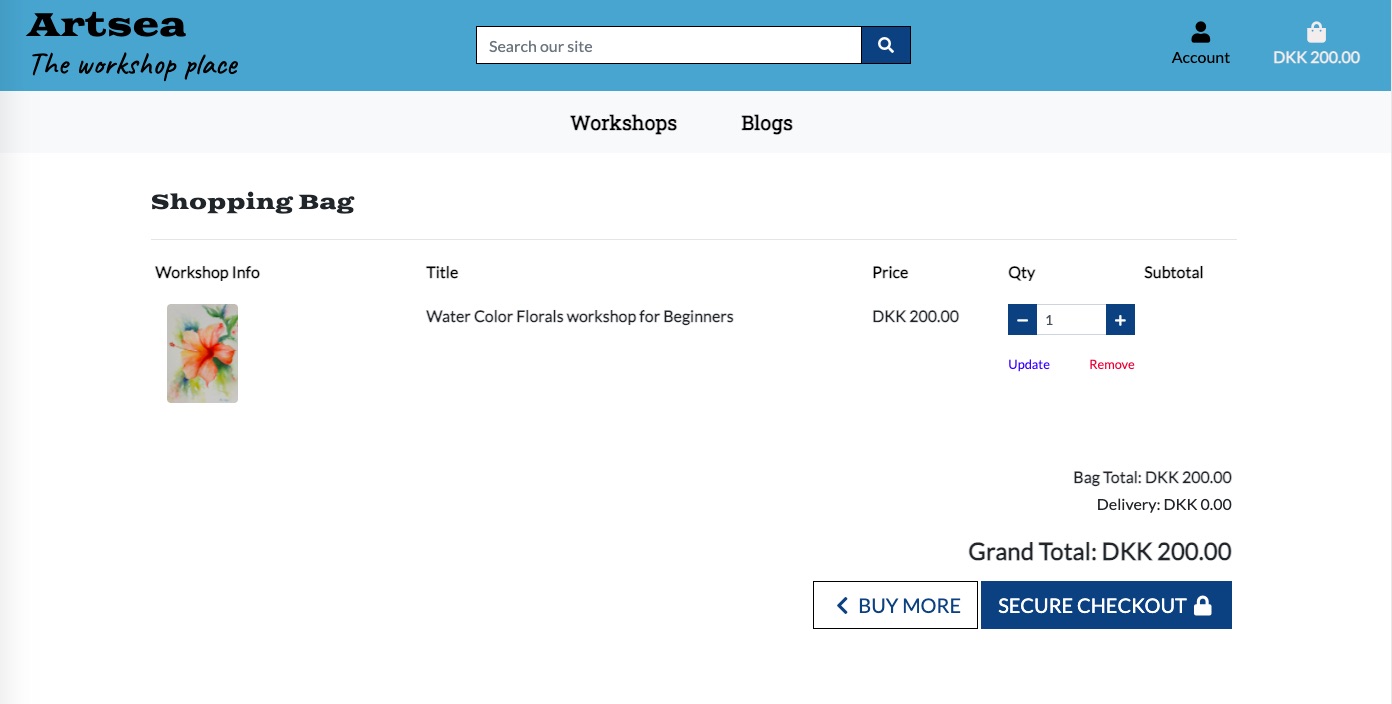 Artsea
The workshop place
Search our site
Account
DKK 200.00
Workshops Blogs
Shopping Bag
Workshop Info Title Price Qty Subtotal
Water Color Florals workshop for Beginners DKK 200.00 1
Update Remove
Bag Total: DKK 200.00
Delivery: DKK 0.00
Grand Total: DKK 200.00
BUY MORE SECURE CHECKOUT